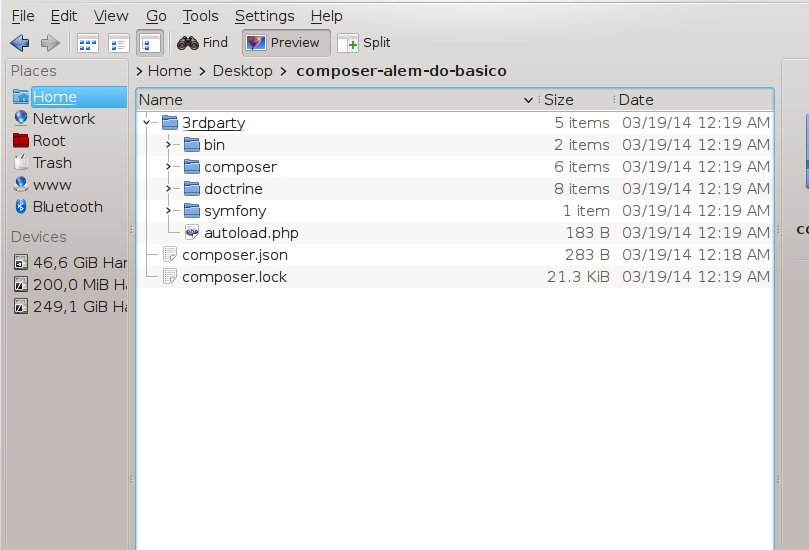 File Edit View Go Tools Settings Help
Find Preview Split
Places
Home
Network
Root
Trash
www
Bluetooth
Devices
46,6 GiB Har
200,0 MiB Ha
249,1 GiB Ha
> Home > Desktop > composer-alem-do-basico
Name Size Date
3rdparty 5 items 03/19/14 12:19 AM
bin 2 items 03/19/14 12:19 AM
composer 6 items 03/19/14 12:19 AM
doctrine 8 items 03/19/14 12:19 AM
symfony 1 item 03/19/14 12:19 AM
autoload.php 183 B 03/19/14 12:19 AM
composer.json 283 B 03/19/14 12:18 AM
composer.lock 21.3 KiB 03/19/14 12:19 AM